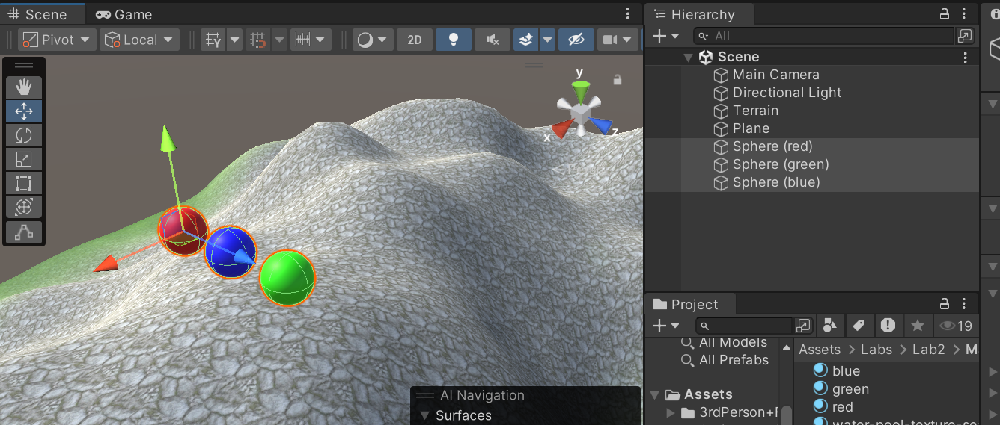 Scene
Game
Pivot
Local
2D
y
x
z
AI Navigation
Surfaces
Hierarchy
All
Scene
Main Camera
Directional Light
Terrain
Plane
Sphere (red)
Sphere (green)
Sphere (blue)
Project
19
All Models
All Prefabs
Assets
3rdPerson+F
Assets > Labs > Lab2 > M
blue
green
red
water-pool-texture-se